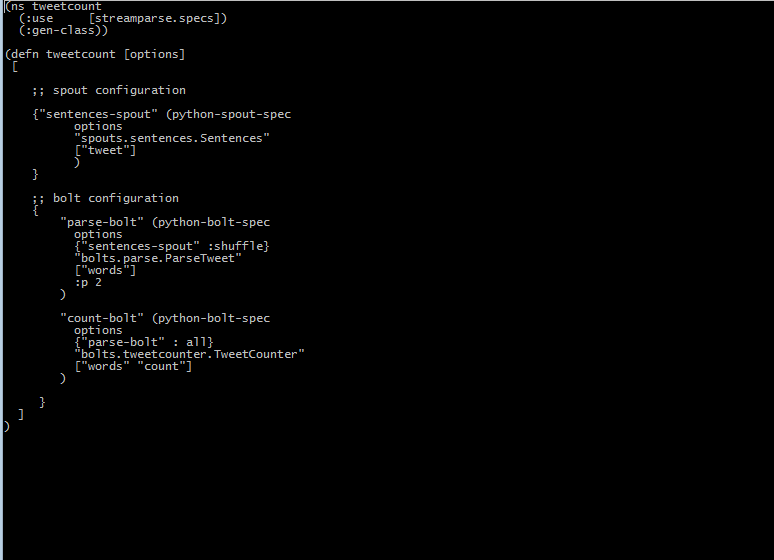 (ns tweetcount
  (:use     [streamparse.specs])
  (:gen-class))

(defn tweetcount [options]
 [

    ;; spout configuration

    {"sentences-spout" (python-spout-spec
          options
          "spouts.sentences.Sentences"
          ["tweet"]
          )
    }

    ;; bolt configuration
    {
        "parse-bolt" (python-bolt-spec
          options
          {"sentences-spout" :shuffle}
          "bolts.parse.ParseTweet"
          ["words"]
          :p 2
        )

        "count-bolt" (python-bolt-spec
          options
          {"parse-bolt" : all}
          "bolts.tweetcounter.TweetCounter"
          ["words" "count"]
        )

     }
  ]
)